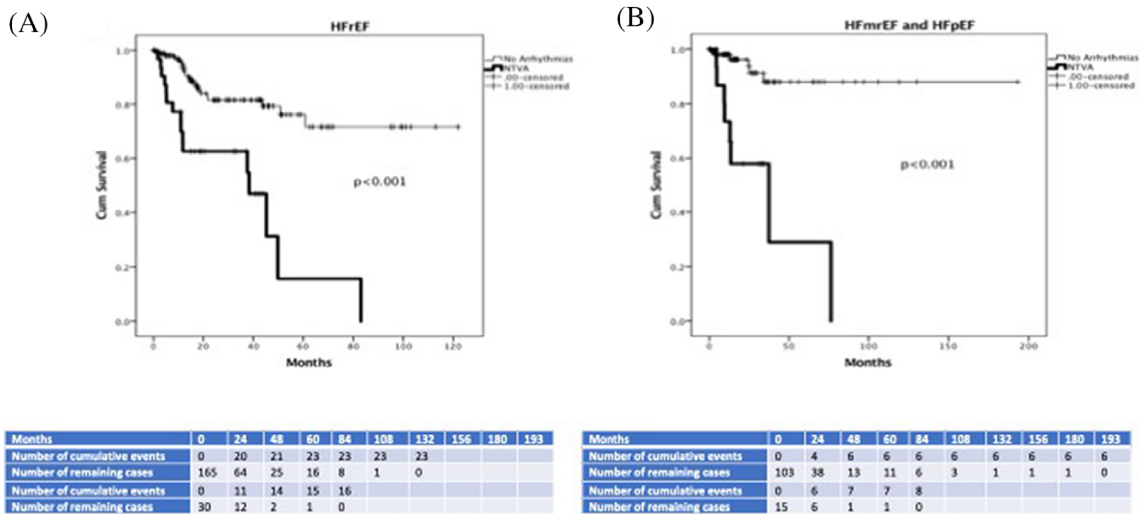 (A)
HFrEF
No Arrhythmias
NTVA
.00-censored
1.00-censored
1.0
0.8
0.6
0.4
0.2
0.0
Cum Survival
p<0.001
0 20 40 60 80 100 120
Months
(B)
HFmrEF and HFpEF
No Arrhythmias
NTVA
.00-censored
1.00-censored
1.0
0.8
0.6
0.4
0.2
0.0
Cum Survival
p<0.001
0 50 100 150 200
Months
Months 0 24 48 60 84 108 132 156 180 193
Number of cumulative events 0 20 21 23 23 23 23
Number of remaining cases 165 64 25 16 8 1 0
Number of cumulative events 0 11 14 15 16
Number of remaining cases 30 12 2 1 0
Months 0 24 48 60 84 108 132 156 180 193
Number of cumulative events 0 4 6 6 6 6 6 6 6 6
Number of remaining cases 103 38 13 11 6 3 1 1 1 0
Number of cumulative events 0 6 7 7 8
Number of remaining cases 15 6 1 1 0